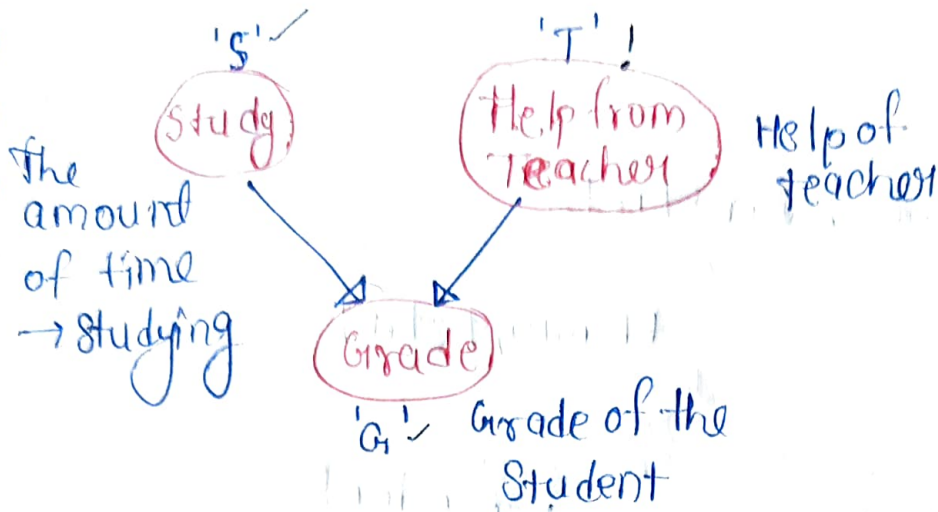 'S' ✓
'T' !
Study
Help from
Teacher
The
amount
of time
→ Studying
Help of
teacher
Grade
'G' ✓
Grade of the
Student